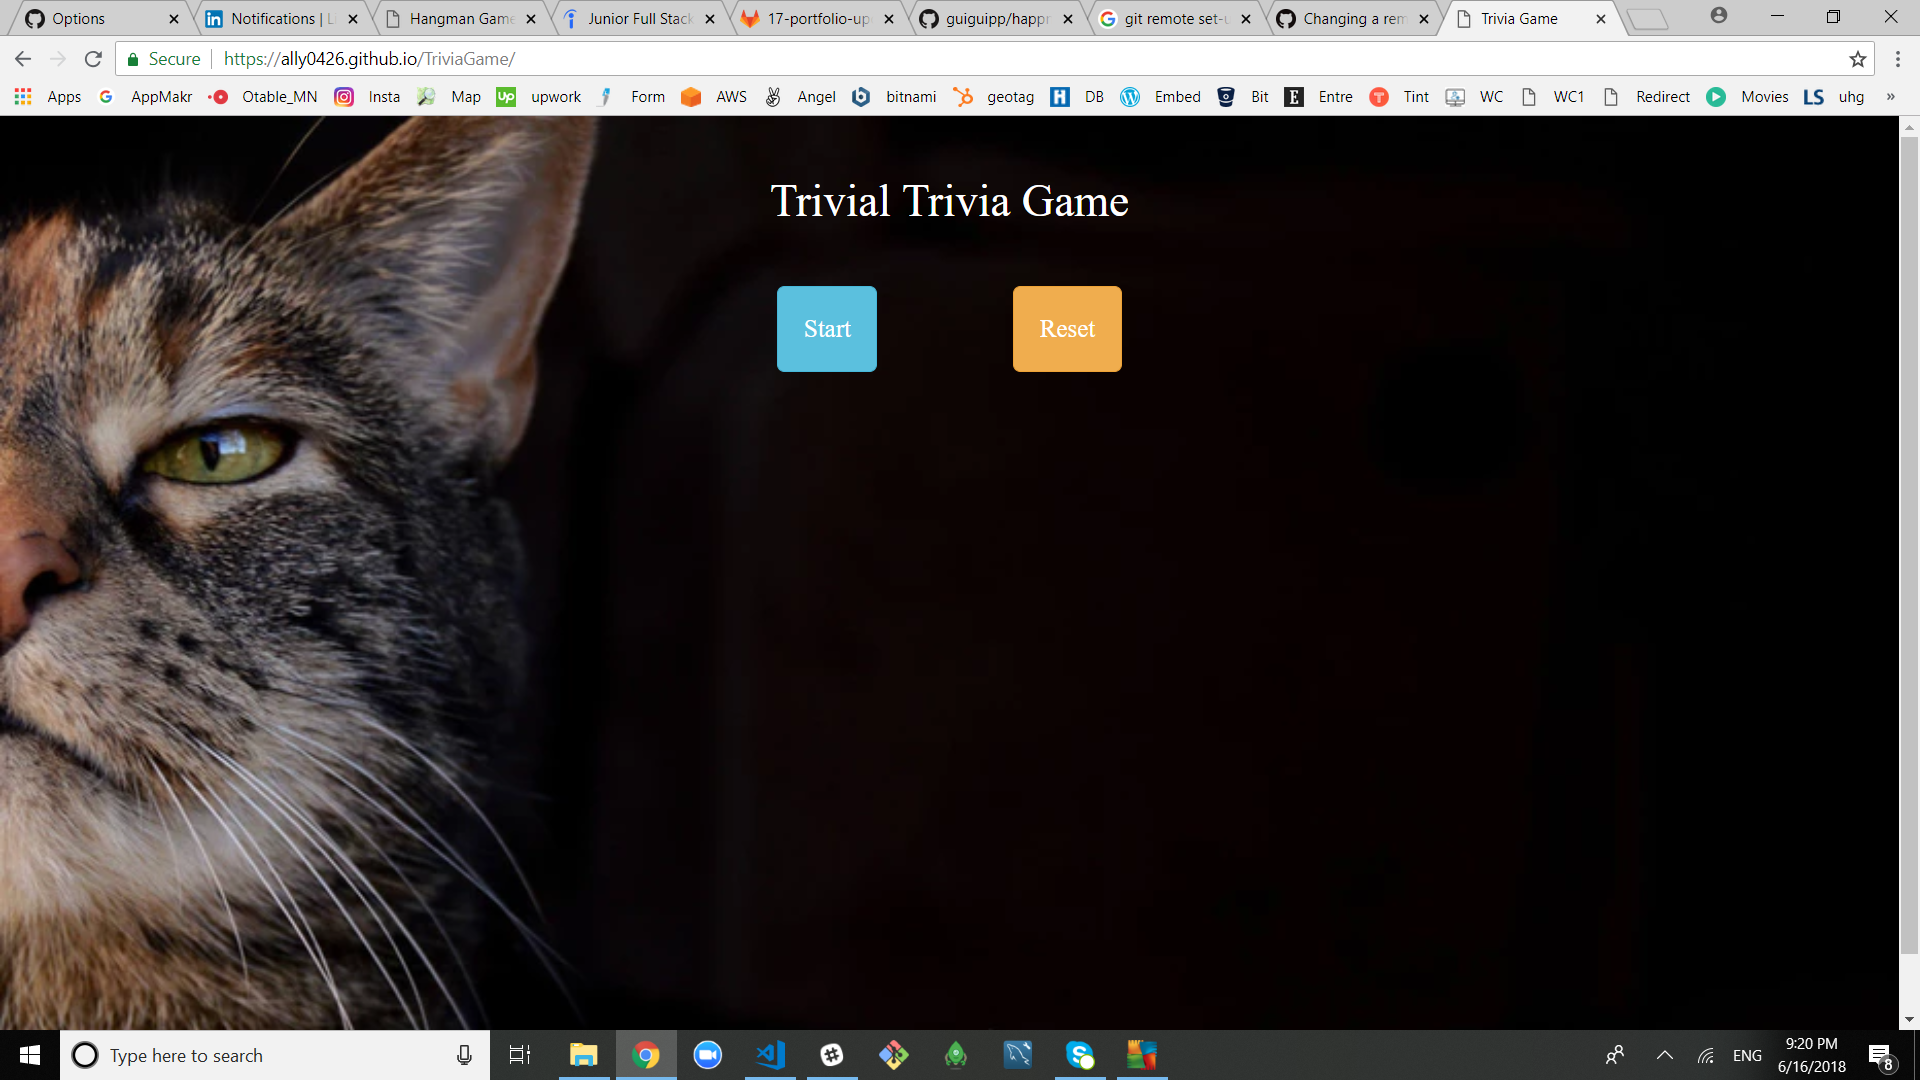 Options
Notifications | Li
Hangman Game
Junior Full Stack
17-portfolio-up
guiguipp/happ
git remote set-u
Changing a rem
Trivia Game
Secure
https://ally0426.github.io/TriviaGame/
Apps
AppMakr
Otable_MN
Insta
Map
up
upwork
Form
AWS
Angel
bitnami
geotag
H
DB
Embed
Bit
E
Entre
T
Tint
WC
WC1
Redirect
Movies
LS
uhg
»
Trivial Trivia Game
Start
Reset
Type here to search
ENG
9:20 PM
6/16/2018
8